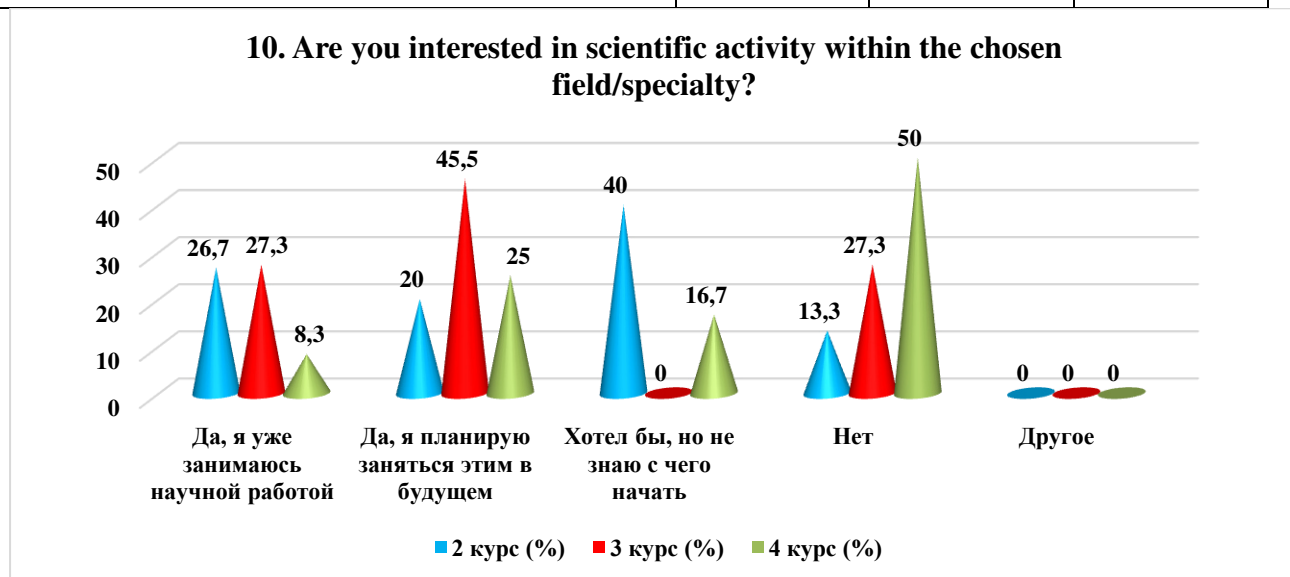 10. Are you interested in scientific activity within the chosen
field/specialty?
50
40
30
20
10
0
26,7
27,3
8,3
20
45,5
25
40
0
16,7
13,3
27,3
50
0
0
0
Да, я уже
занимаюсь
научной работой
Да, я планирую
заняться этим в
будущем
Хотел бы, но не
знаю с чего
начать
Нет
Другое
2 курс (%)
3 курс (%)
4 курс (%)